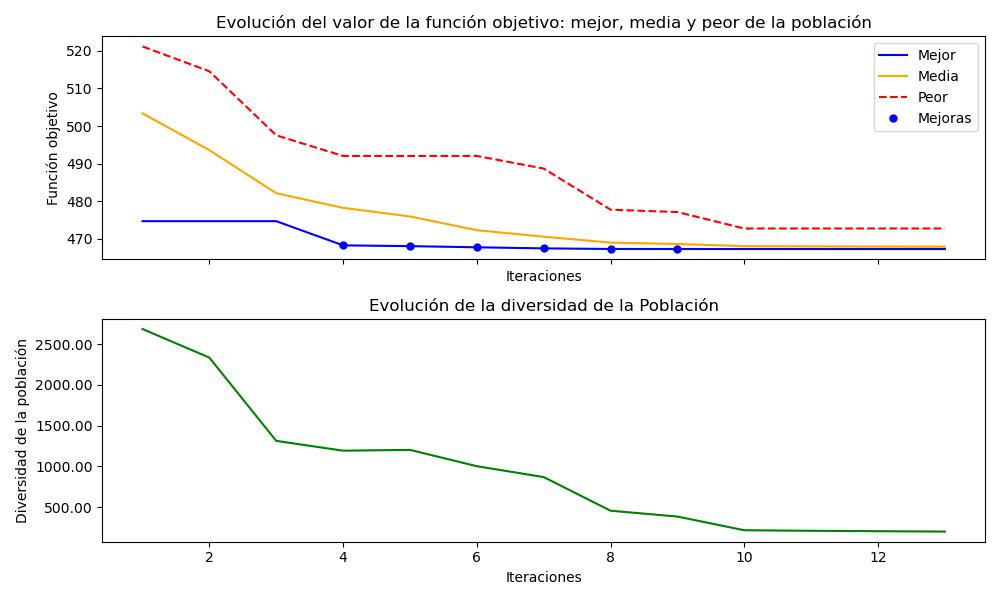 Evolución del valor de la función objetivo: mejor, media y peor de la población
Función objetivo
520
510
500
490
480
470
Mejor
Media
Peor
Mejoras
Iteraciones
Evolución de la diversidad de la Población
Diversidad de la población
2500.00
2000.00
1500.00
1000.00
500.00
2 4 6 8 10 12
Iteraciones